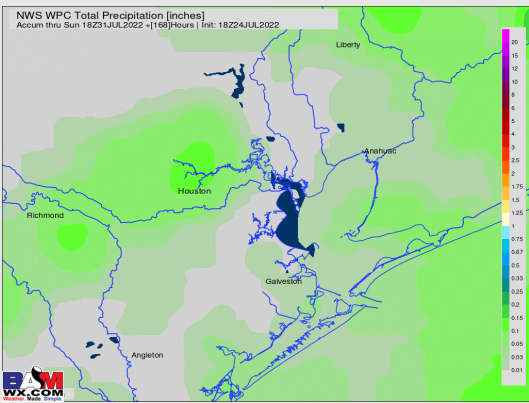 NWS WPC Total Precipitation [inches]
Accum thru Sun 18Z31JUL2022 +[168]Hours | Init: 18Z24JUL2022
Liberty
Anahuac
Houston
Richmond
Galveston
Angleton
20
15
12
10
8
6
5
4
3
2.5
2
1.75
1.5
1.25
1
0.75
0.67
0.5
0.33
0.25
0.2
0.15
0.1
0.05
0.03
0.01
BAM
WX.COM
Weather. Made. Simple.